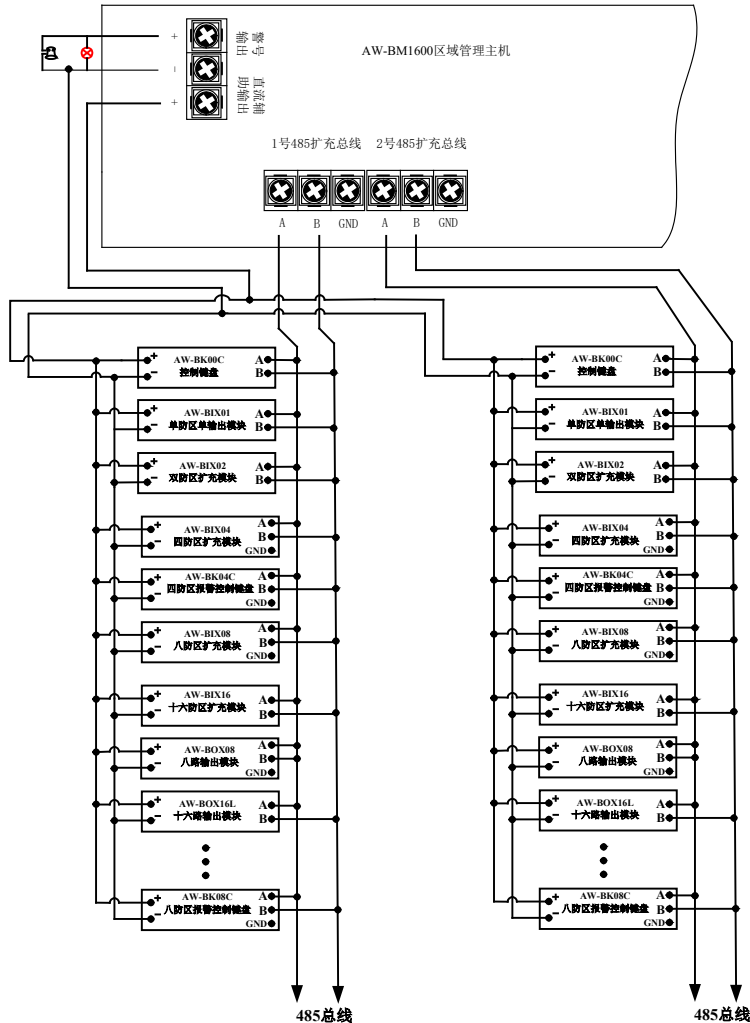 AW-BM1600区域管理主机
+
-
+
警号
输出
直流辅
助输出
1号485扩充总线 2号485扩充总线
A B GND A B GND
+ AW-BK00C A
- 控制键盘 B
+ AW-BIX01 A
- 单防区单输出模块 B
+ AW-BIX02 A
- 双防区扩充模块 B
+ AW-BIX04 A
- 四防区扩充模块 B
GND
+ AW-BK04C A
- 四防区报警控制键盘 B
GND
+ AW-BIX08 A
- 八防区扩充模块 B
GND
+ AW-BIX16 A
- 十六防区扩充模块 B
+ AW-BOX08 A
- 八路输出模块 B
GND
+ AW-BOX16L A
- 十六路输出模块 B
+ AW-BK08C A
- 八防区报警控制键盘 B
GND
485总线
+ AW-BK00C A
- 控制键盘 B
+ AW-BIX01 A
- 单防区单输出模块 B
+ AW-BIX02 A
- 双防区扩充模块 B
+ AW-BIX04 A
- 四防区扩充模块 B
GND
+ AW-BK04C A
- 四防区报警控制键盘 B
GND
+ AW-BIX08 A
- 八防区扩充模块 B
GND
+ AW-BIX16 A
- 十六防区扩充模块 B
+ AW-BOX08 A
- 八路输出模块 B
GND
+ AW-BOX16L A
- 十六路输出模块 B
+ AW-BK08C A
- 八防区报警控制键盘 B
GND
485总线